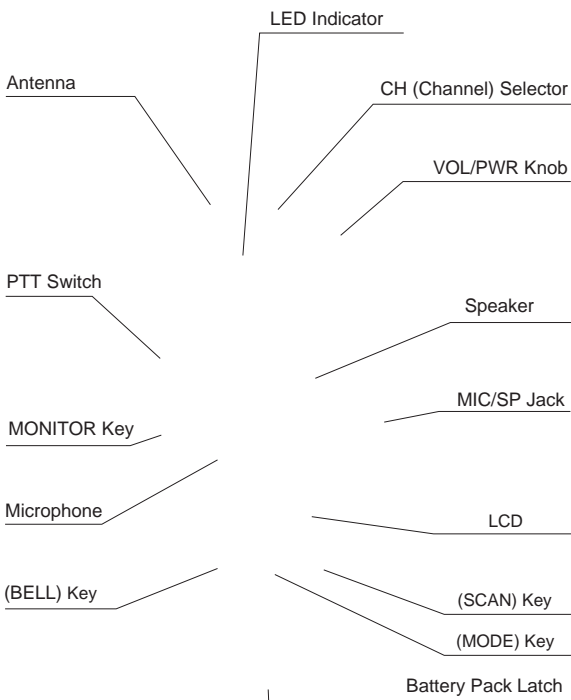 LED Indicator
Antenna
CH (Channel) Selector
VOL/PWR Knob
PTT Switch
Speaker
MIC/SP Jack
MONITOR Key
Microphone
LCD
(BELL) Key
(SCAN) Key
(MODE) Key
Battery Pack Latch